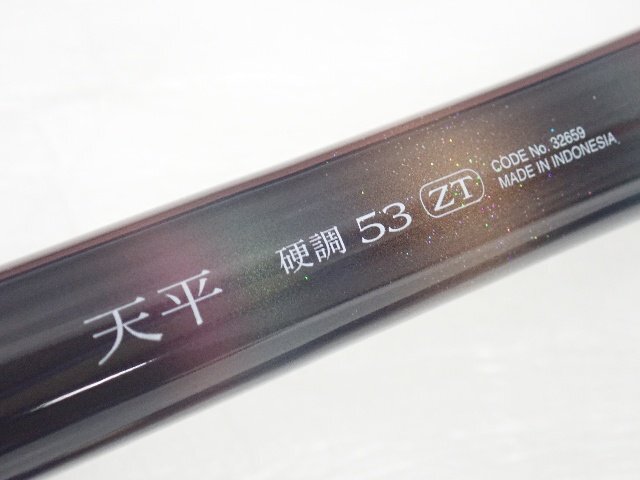 天平 硬調 53 ZT
CODE No. 32659
MADE IN INDONESIA